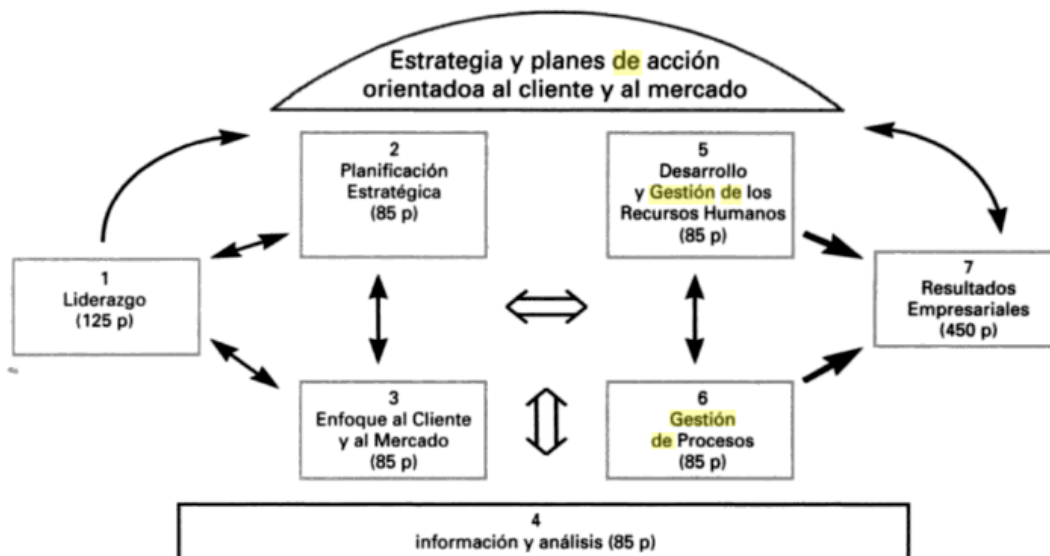 Estrategia y planes de acción
orientadoa al cliente y al mercado
2
Planificación
Estratégica
(85 p)
5
Desarrollo
y Gestión de los
Recursos Humanos
(85 p)
1
Liderazgo
(125 p)
7
Resultados
Empresariales
(450 p)
3
Enfoque al Cliente
y al Mercado
(85 p)
6
Gestión
de Procesos
(85 p)
4
información y análisis (85 p)